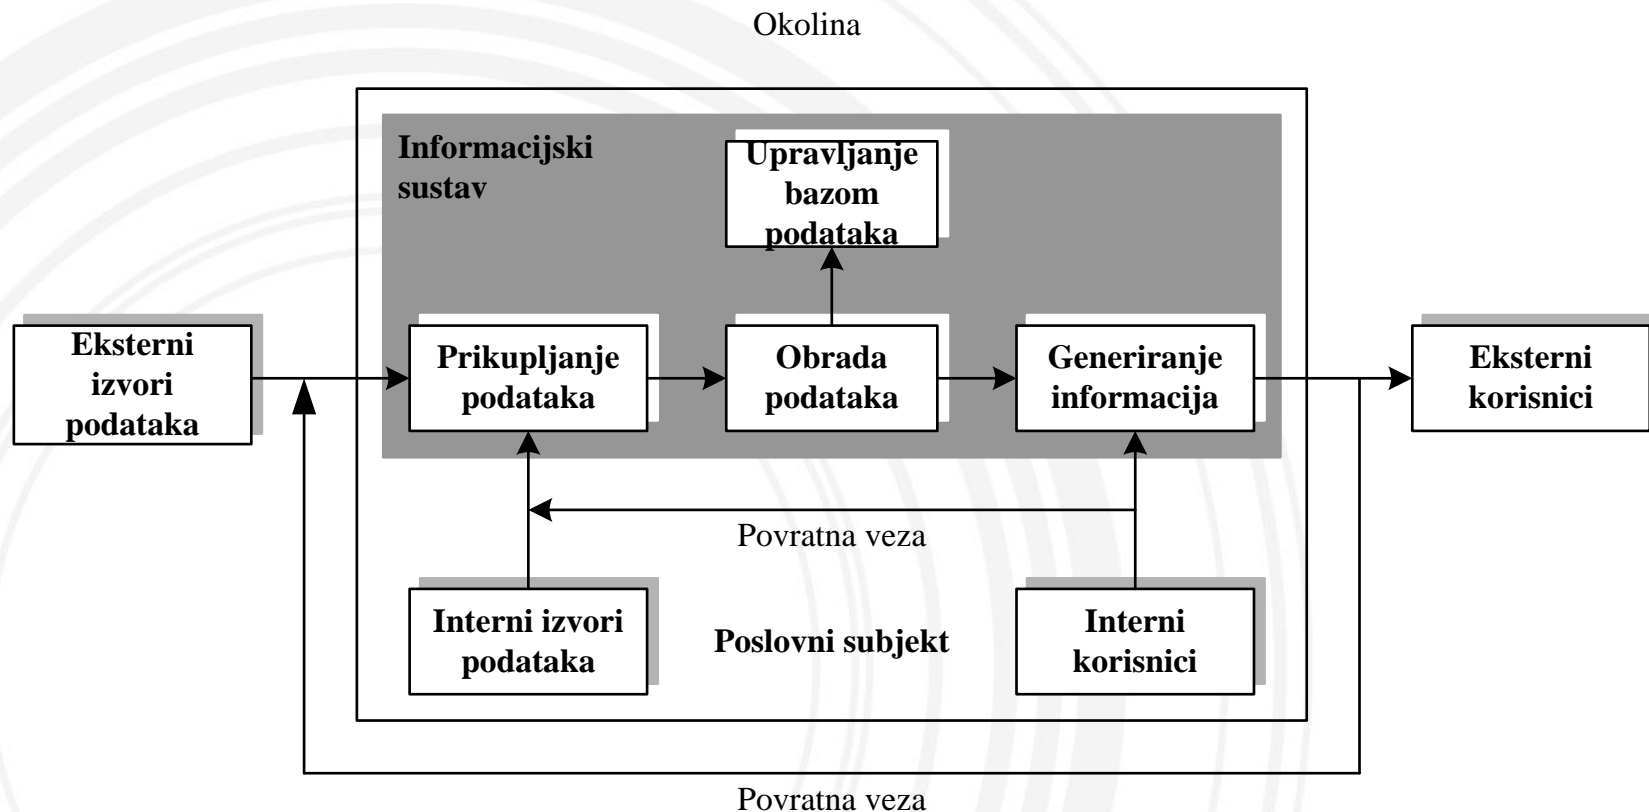 Okolina
Informacijski
sustav
Upravljanje
bazom
podataka
Eksterni
izvori
podataka
Prikupljanje
podataka
Obrada
podataka
Generiranje
informacija
Eksterni
korisnici
Povratna veza
Interni izvori
podataka
Poslovni subjekt
Interni
korisnici
Povratna veza